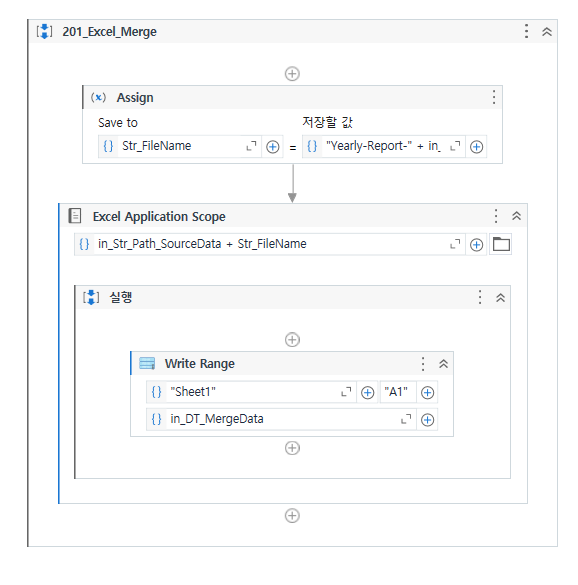 201_Excel_Merge
Assign
Save to
저장할 값
Str_FileName
=
"Yearly-Report-" + in_
Excel Application Scope
in_Str_Path_SourceData + Str_FileName
실행
Write Range
"Sheet1"
"A1"
in_DT_MergeData